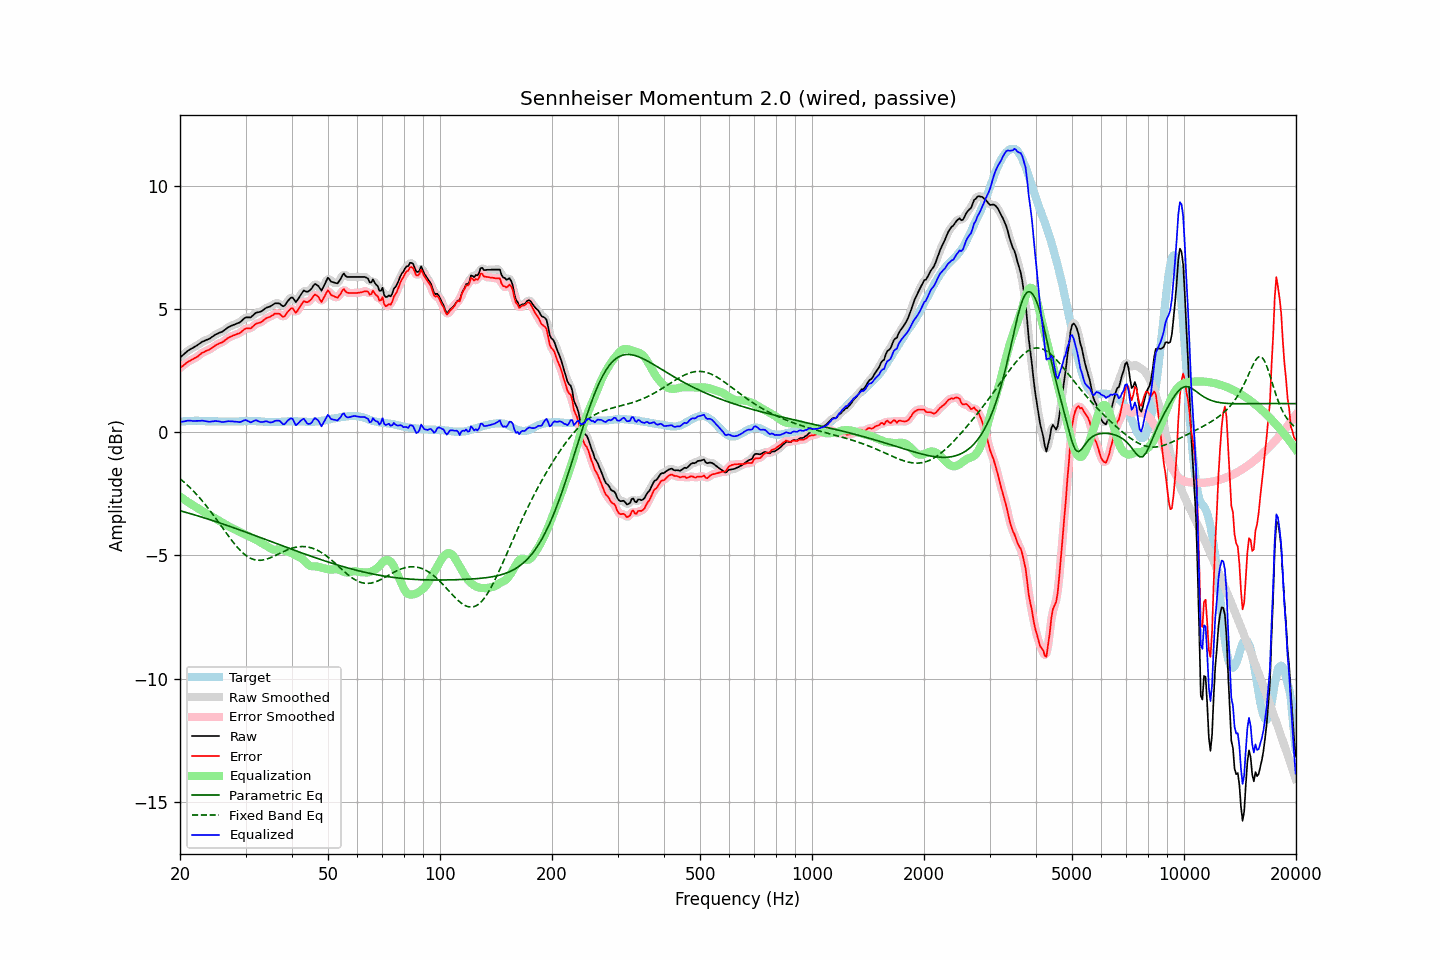 Sennheiser Momentum 2.0 (wired, passive)
Amplitude (dBr)
10
5
0
−5
−10
−15
Target
Raw Smoothed
Error Smoothed
Raw
Error
Equalization
Parametric Eq
Fixed Band Eq
Equalized
20 50 100 200 500 1000 2000 5000 10000 20000
Frequency (Hz)